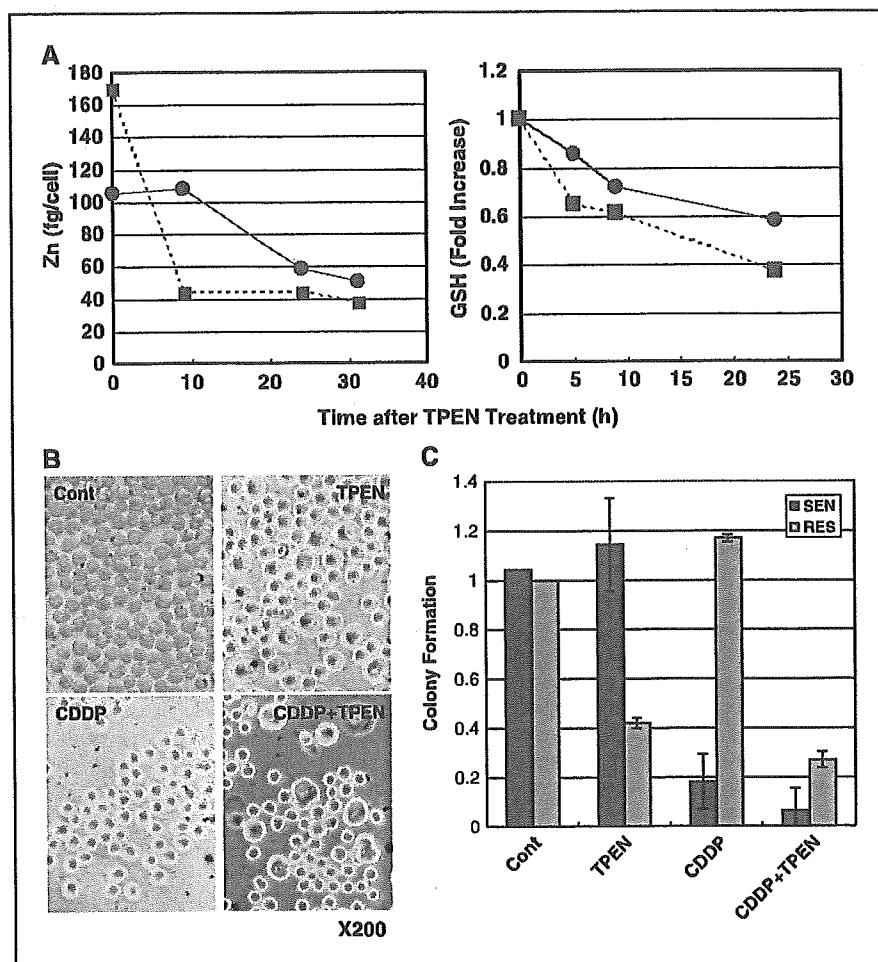 A
Zn (fg/cell)
180
160
140
120
100
80
60
40
20
0
0 10 20 30 40
GSH (Fold Increase)
1.2
1
0.8
0.6
0.4
0.2
0
0 5 10 15 20 25 30
Time after TPEN Treatment (h)
B
Cont
TPEN
CDDP
CDDP+TPEN
X200
C
Colony Formation
1.4
1.2
1
0.8
0.6
0.4
0.2
0
SEN
RES
Cont
TPEN
CDDP
CDDP+TPEN